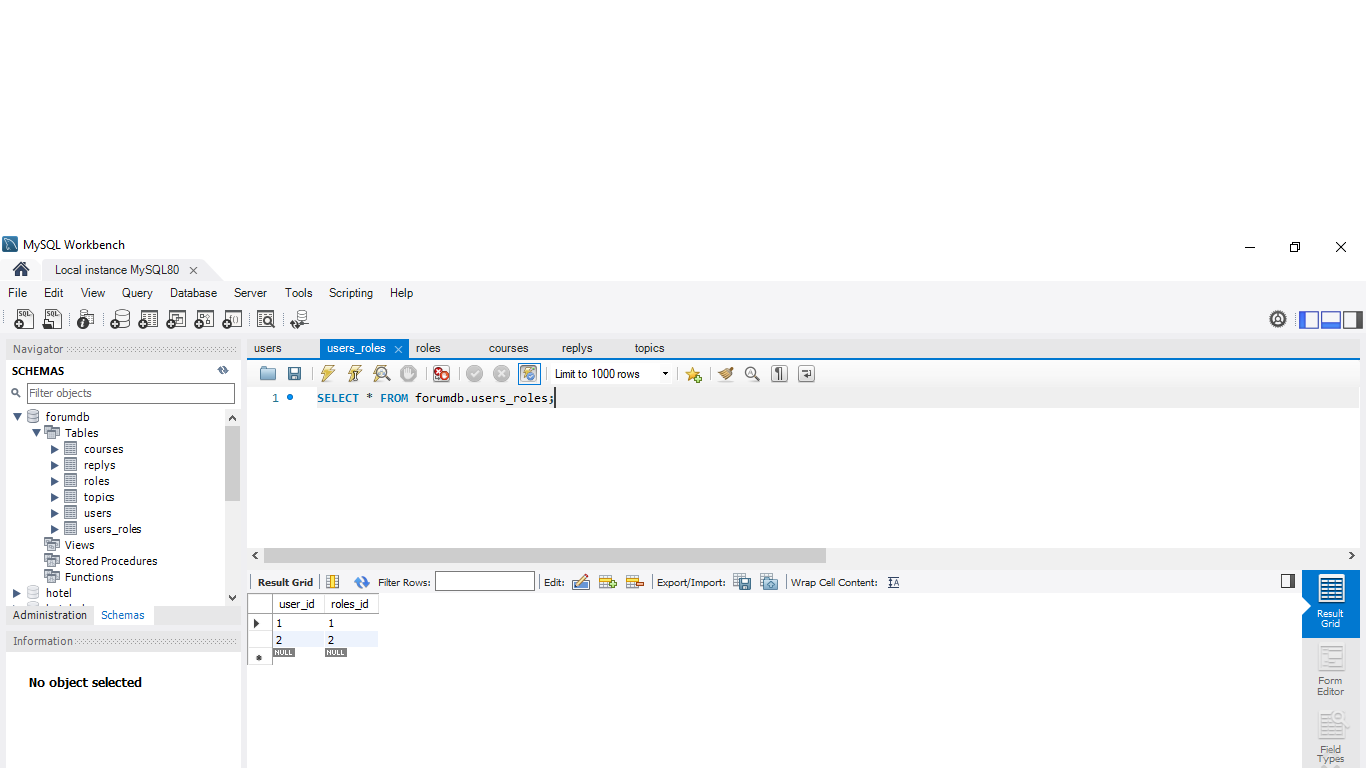 MySQL Workbench
Local instance MySQL80
File Edit View Query Database Server Tools Scripting Help
SQL SQL
Navigator
SCHEMAS
Filter objects
forumdb
Tables
courses
replys
roles
topics
users
users_roles
Views
Stored Procedures
Functions
hotel
Administration Schemas
Information
No object selected
users users_roles roles courses replys topics
Limit to 1000 rows
1 SELECT * FROM forumdb.users_roles;
Result Grid Filter Rows: Edit: Export/Import: Wrap Cell Content:
user_id roles_id
1 1
2 2
NULL NULL
Result
Grid
Form
Editor
Field
Types